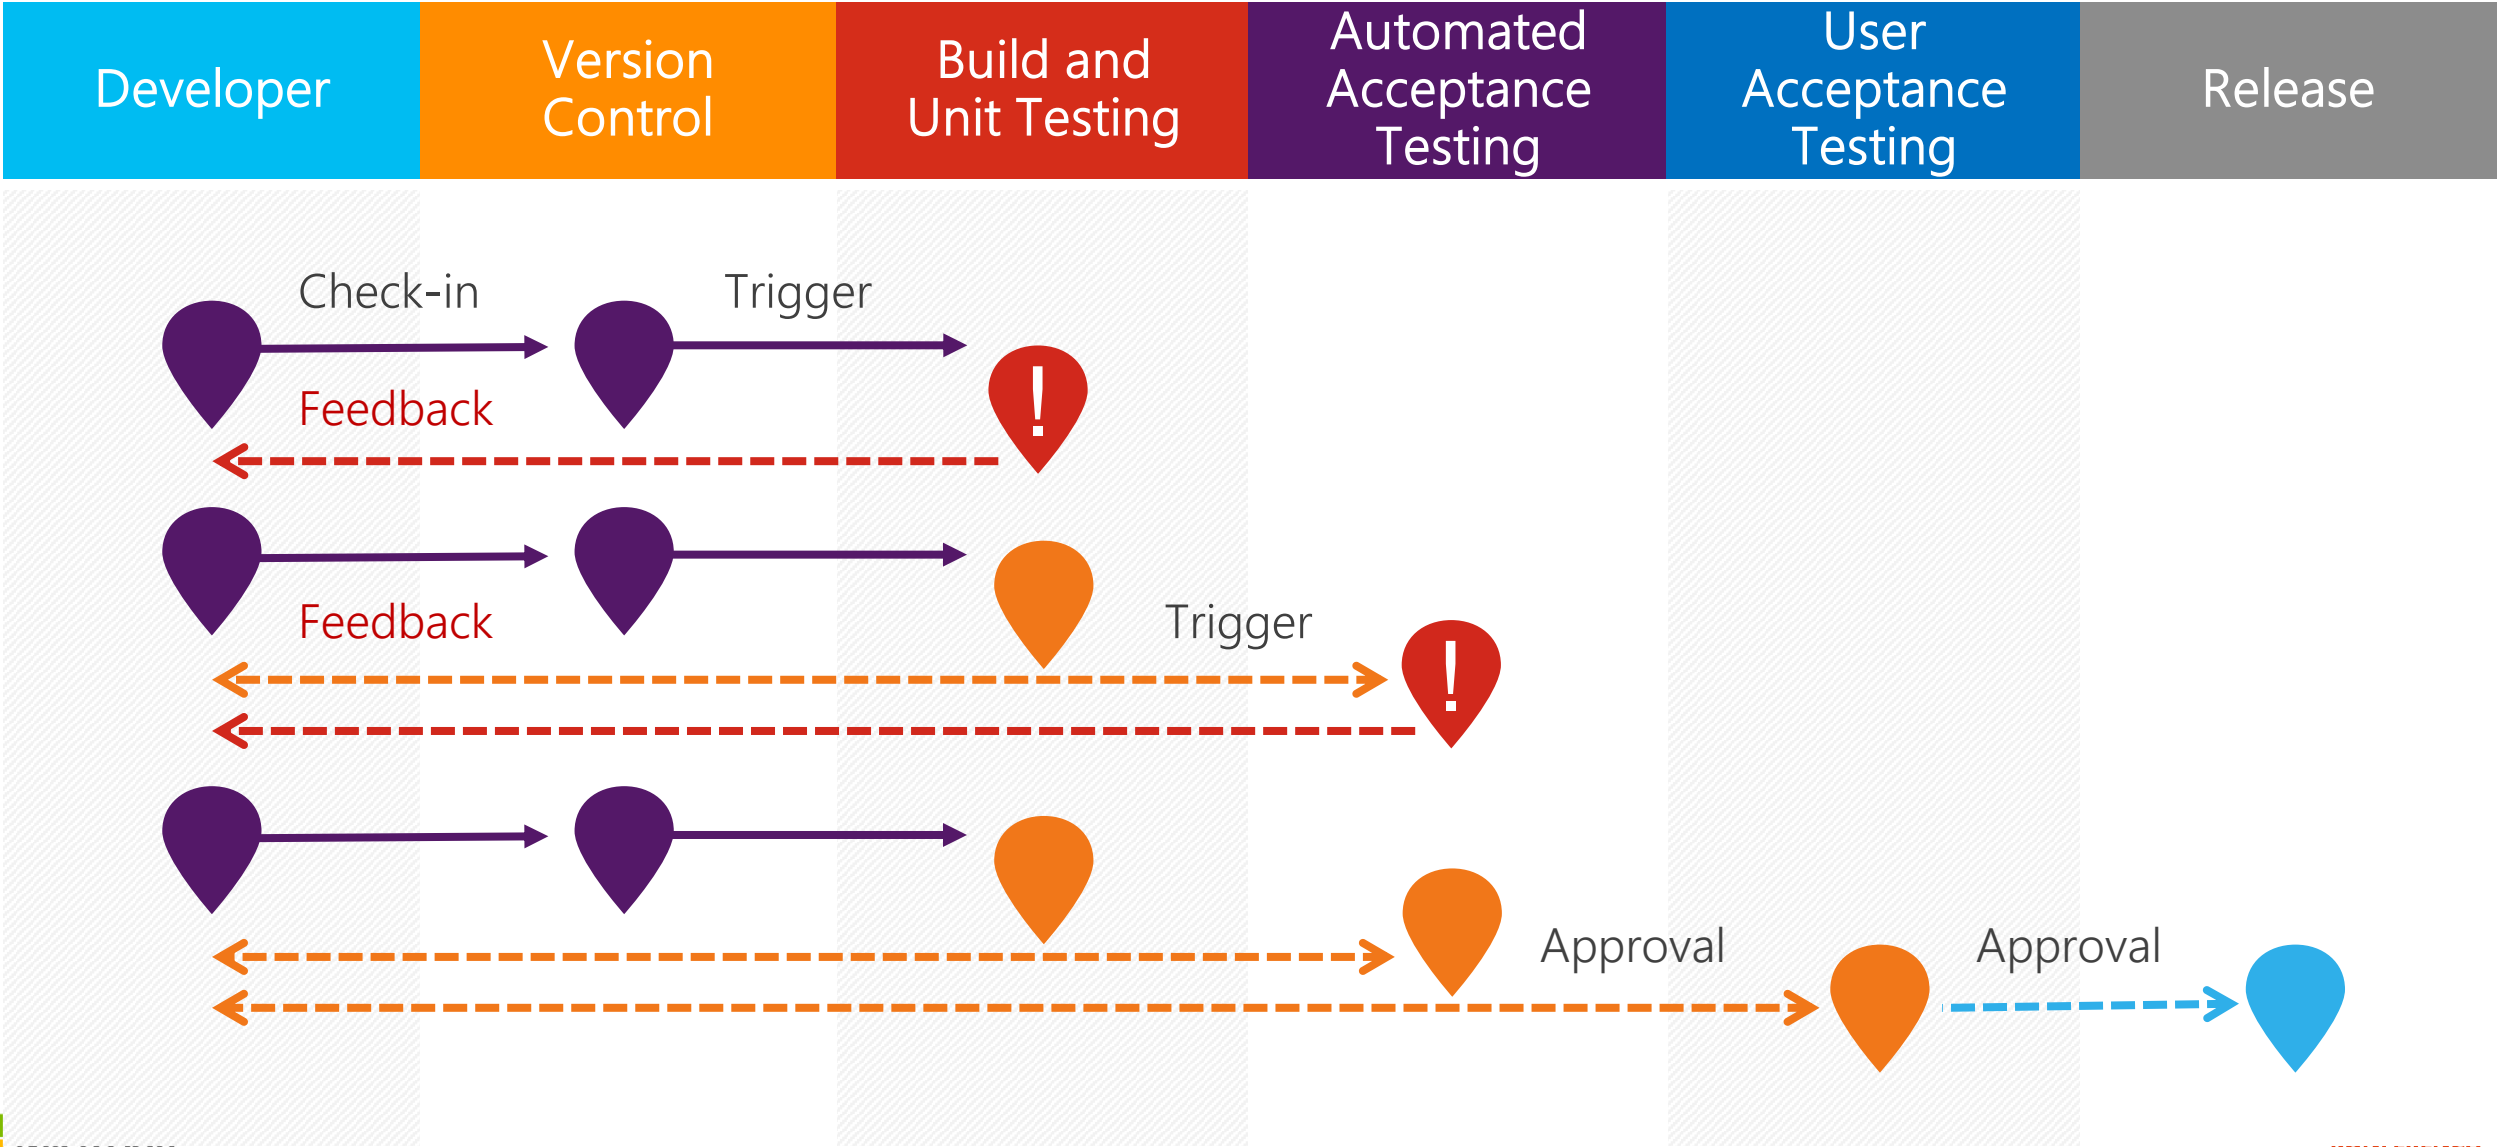 Developer
Version
Control
Build and
Unit Testing
Automated
Acceptance
Testing
User
Acceptance
Testing
Release
Check-in
Trigger
!
Feedback
Feedback
Trigger
!
Approval
Approval